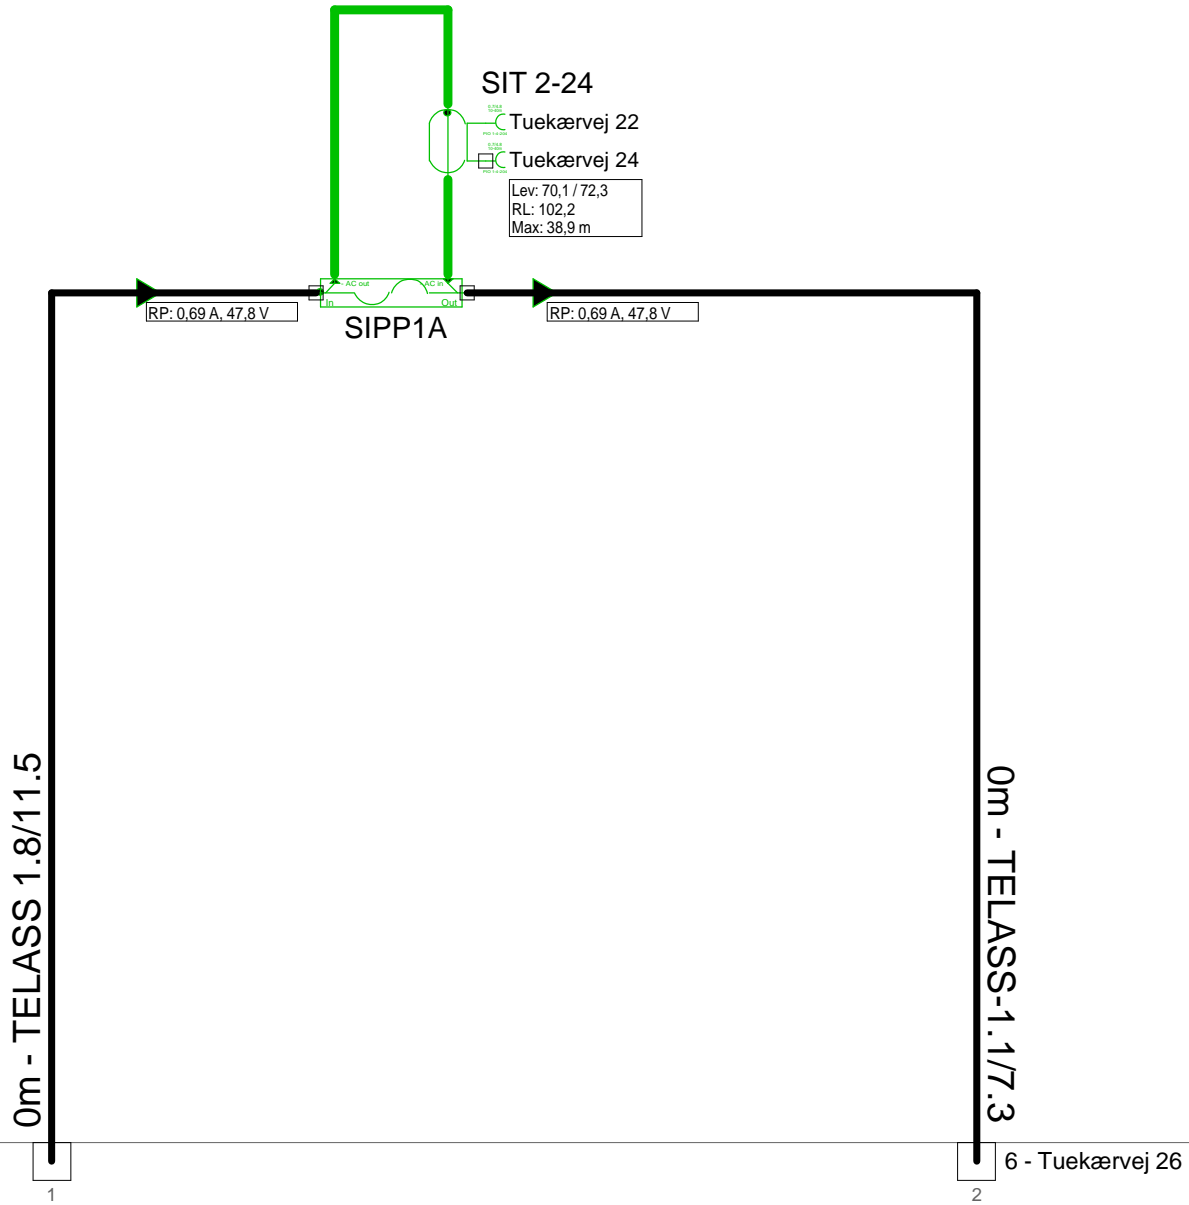 SIT 2-24
Tuekærvej 22
Tuekærvej 24
Lev: 70,1 / 72,3
RL: 102,2
Max: 38,9 m
AC out
AC in
In
Out
RP: 0,69 A, 47,8 V
SIPP1A
RP: 0,69 A, 47,8 V
0m - TELASS 1.8/11.5
0m - TELASS-1.1/7.3
6 - Tuekærvej 26
1
2